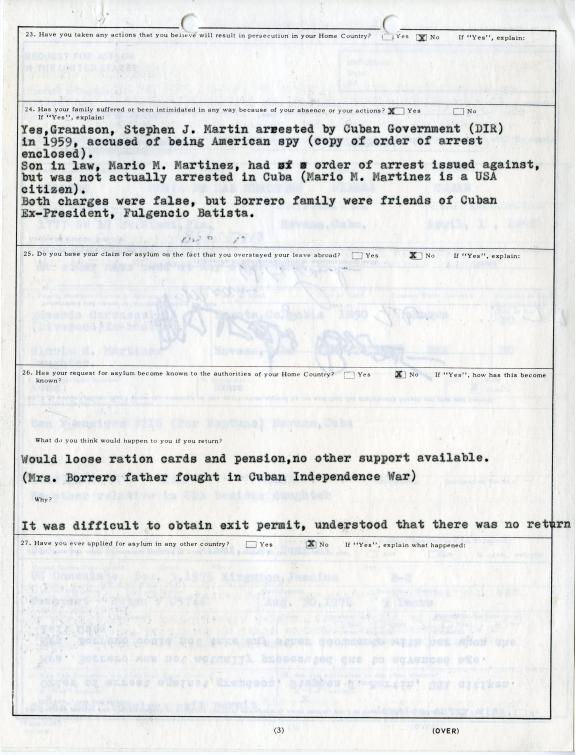 23. Have you taken any actions that you believe will result in persecution in your Home Country? Yes X No If "Yes", explain:
24. Has your family suffered or been intimidated in any way because of your absence or your actions? X Yes No
If "Yes", explain:
Yes,Grandson, Stephen J. Martin arrested by Cuban Government (DIR)
in 1959, accused of being American spy (copy of order of arrest
enclosed).
Son in law, Mario M. Martinez, had order of arrest issued against,
but was not actually arrested in Cuba (Mario M. Martinez is a USA
citizen).
Both charges were false, but Borrero family were friends of Cuban
Ex-President, Fulgencio Batista.
25. Do you base your claim for asylum on the fact that you overstayed your leave abroad? Yes X No If "Yes", explain:
26. Has your request for asylum become known to the authorities of your Home Country? Yes X No If "Yes", how has this become
known?
What do you think would happen to you if you return?
Would loose ration cards and pension,no other support available.
(Mrs. Borrero father fought in Cuban Independence War)
Why?
It was difficult to obtain exit permit, understood that there was no return
27. Have you ever applied for asylum in any other country? Yes X No If "Yes", explain what happened:
(3)
(OVER)